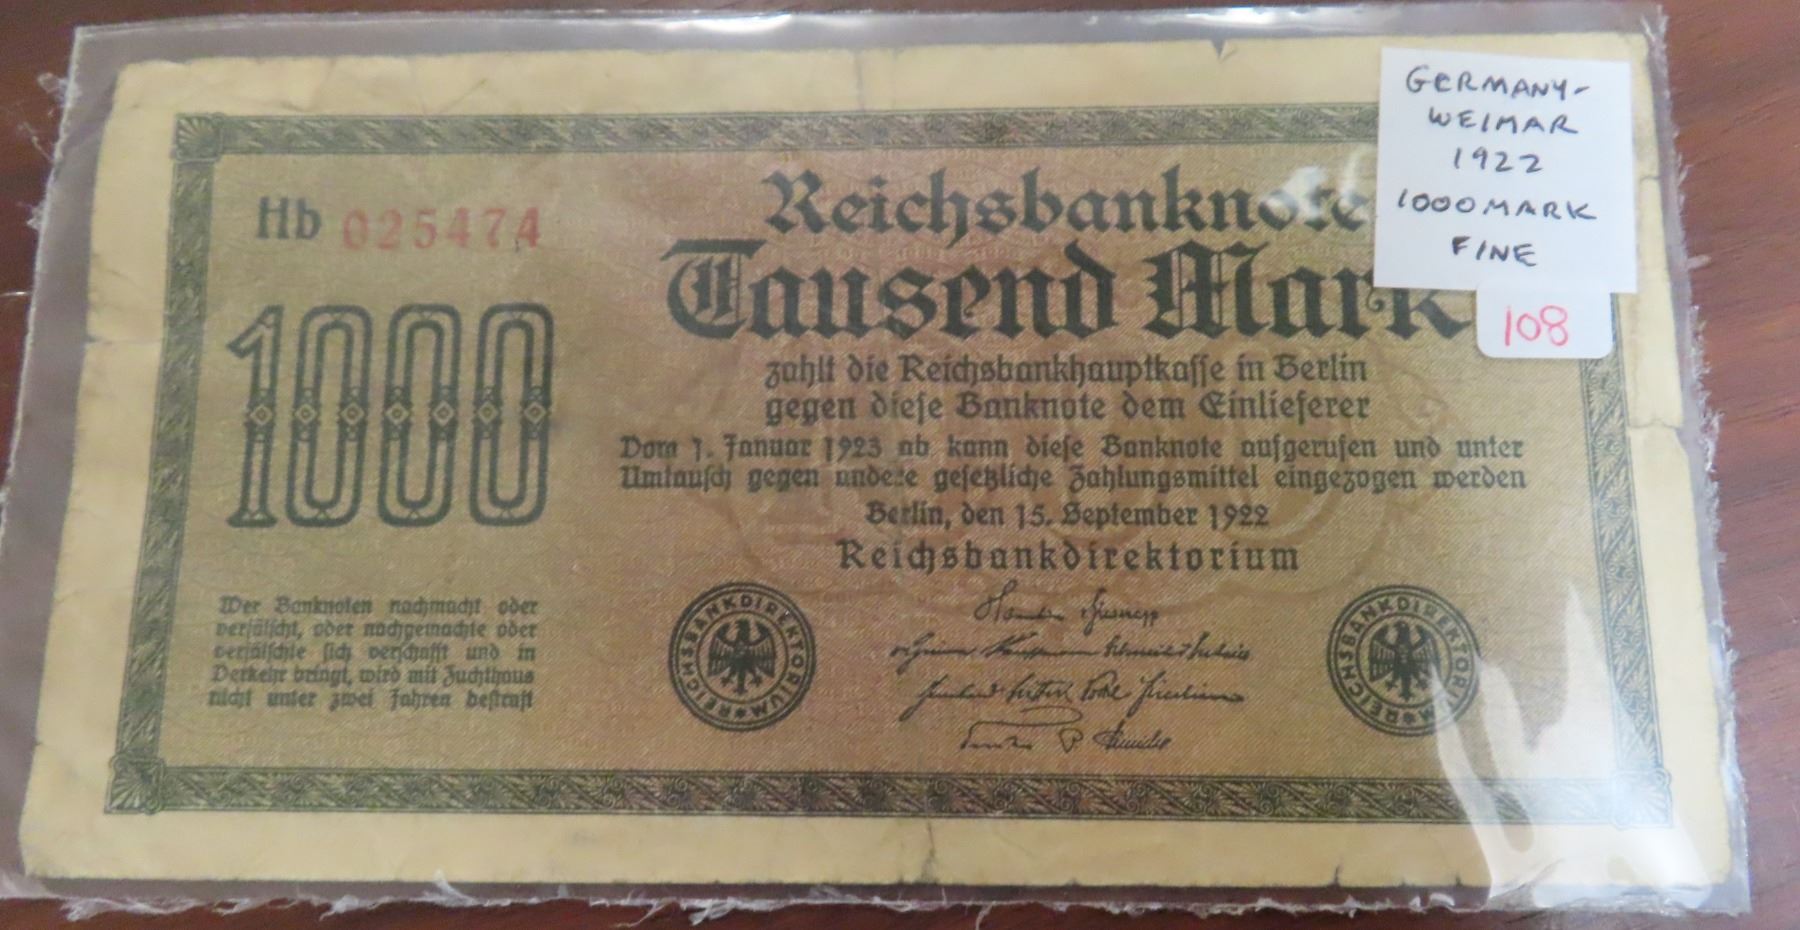 GERMANY-
WEIMAR
1922
1000 MARK
FINE
108
Hb 025474
Reichsbanknote
Tausend Mark
1000
zahlt die Reichsbankhauptkasse in Berlin
gegen diese Banknote dem Einlieferer
Vom 1. Januar 1923 ab kann diese Banknote aufgerufen und unter
Umtausch gegen andere gesetzliche Zahlungsmittel eingezogen werden
Berlin, den 15. September 1922
Reichsbankdirektorium
Wer Banknoten nachmacht oder
verfälscht, oder nachgemachte oder
verfälschte sich verschafft und in
Verkehr bringt, wird mit Zuchthaus
nicht unter zwei Jahren bestraft
REICHSBANKDIREKTORIUM
REICHSBANKDIREKTORIUM